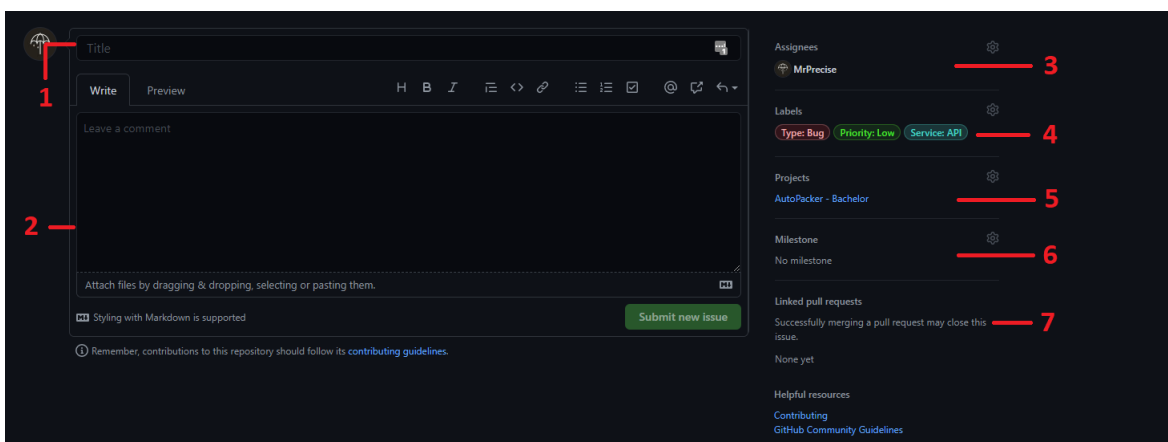 Title
1
Write Preview H B I
Leave a comment
2
Attach files by dragging & dropping, selecting or pasting them.
Styling with Markdown is supported
Submit new issue
Remember, contributions to this repository should follow its contributing guidelines.
Assignees
MrPrecise
3
Labels
Type: Bug Priority: Low Service: API
4
Projects
AutoPacker - Bachelor
5
Milestone
No milestone
6
Linked pull requests
Successfully merging a pull request may close this
issue.
7
None yet
Helpful resources
Contributing
GitHub Community Guidelines